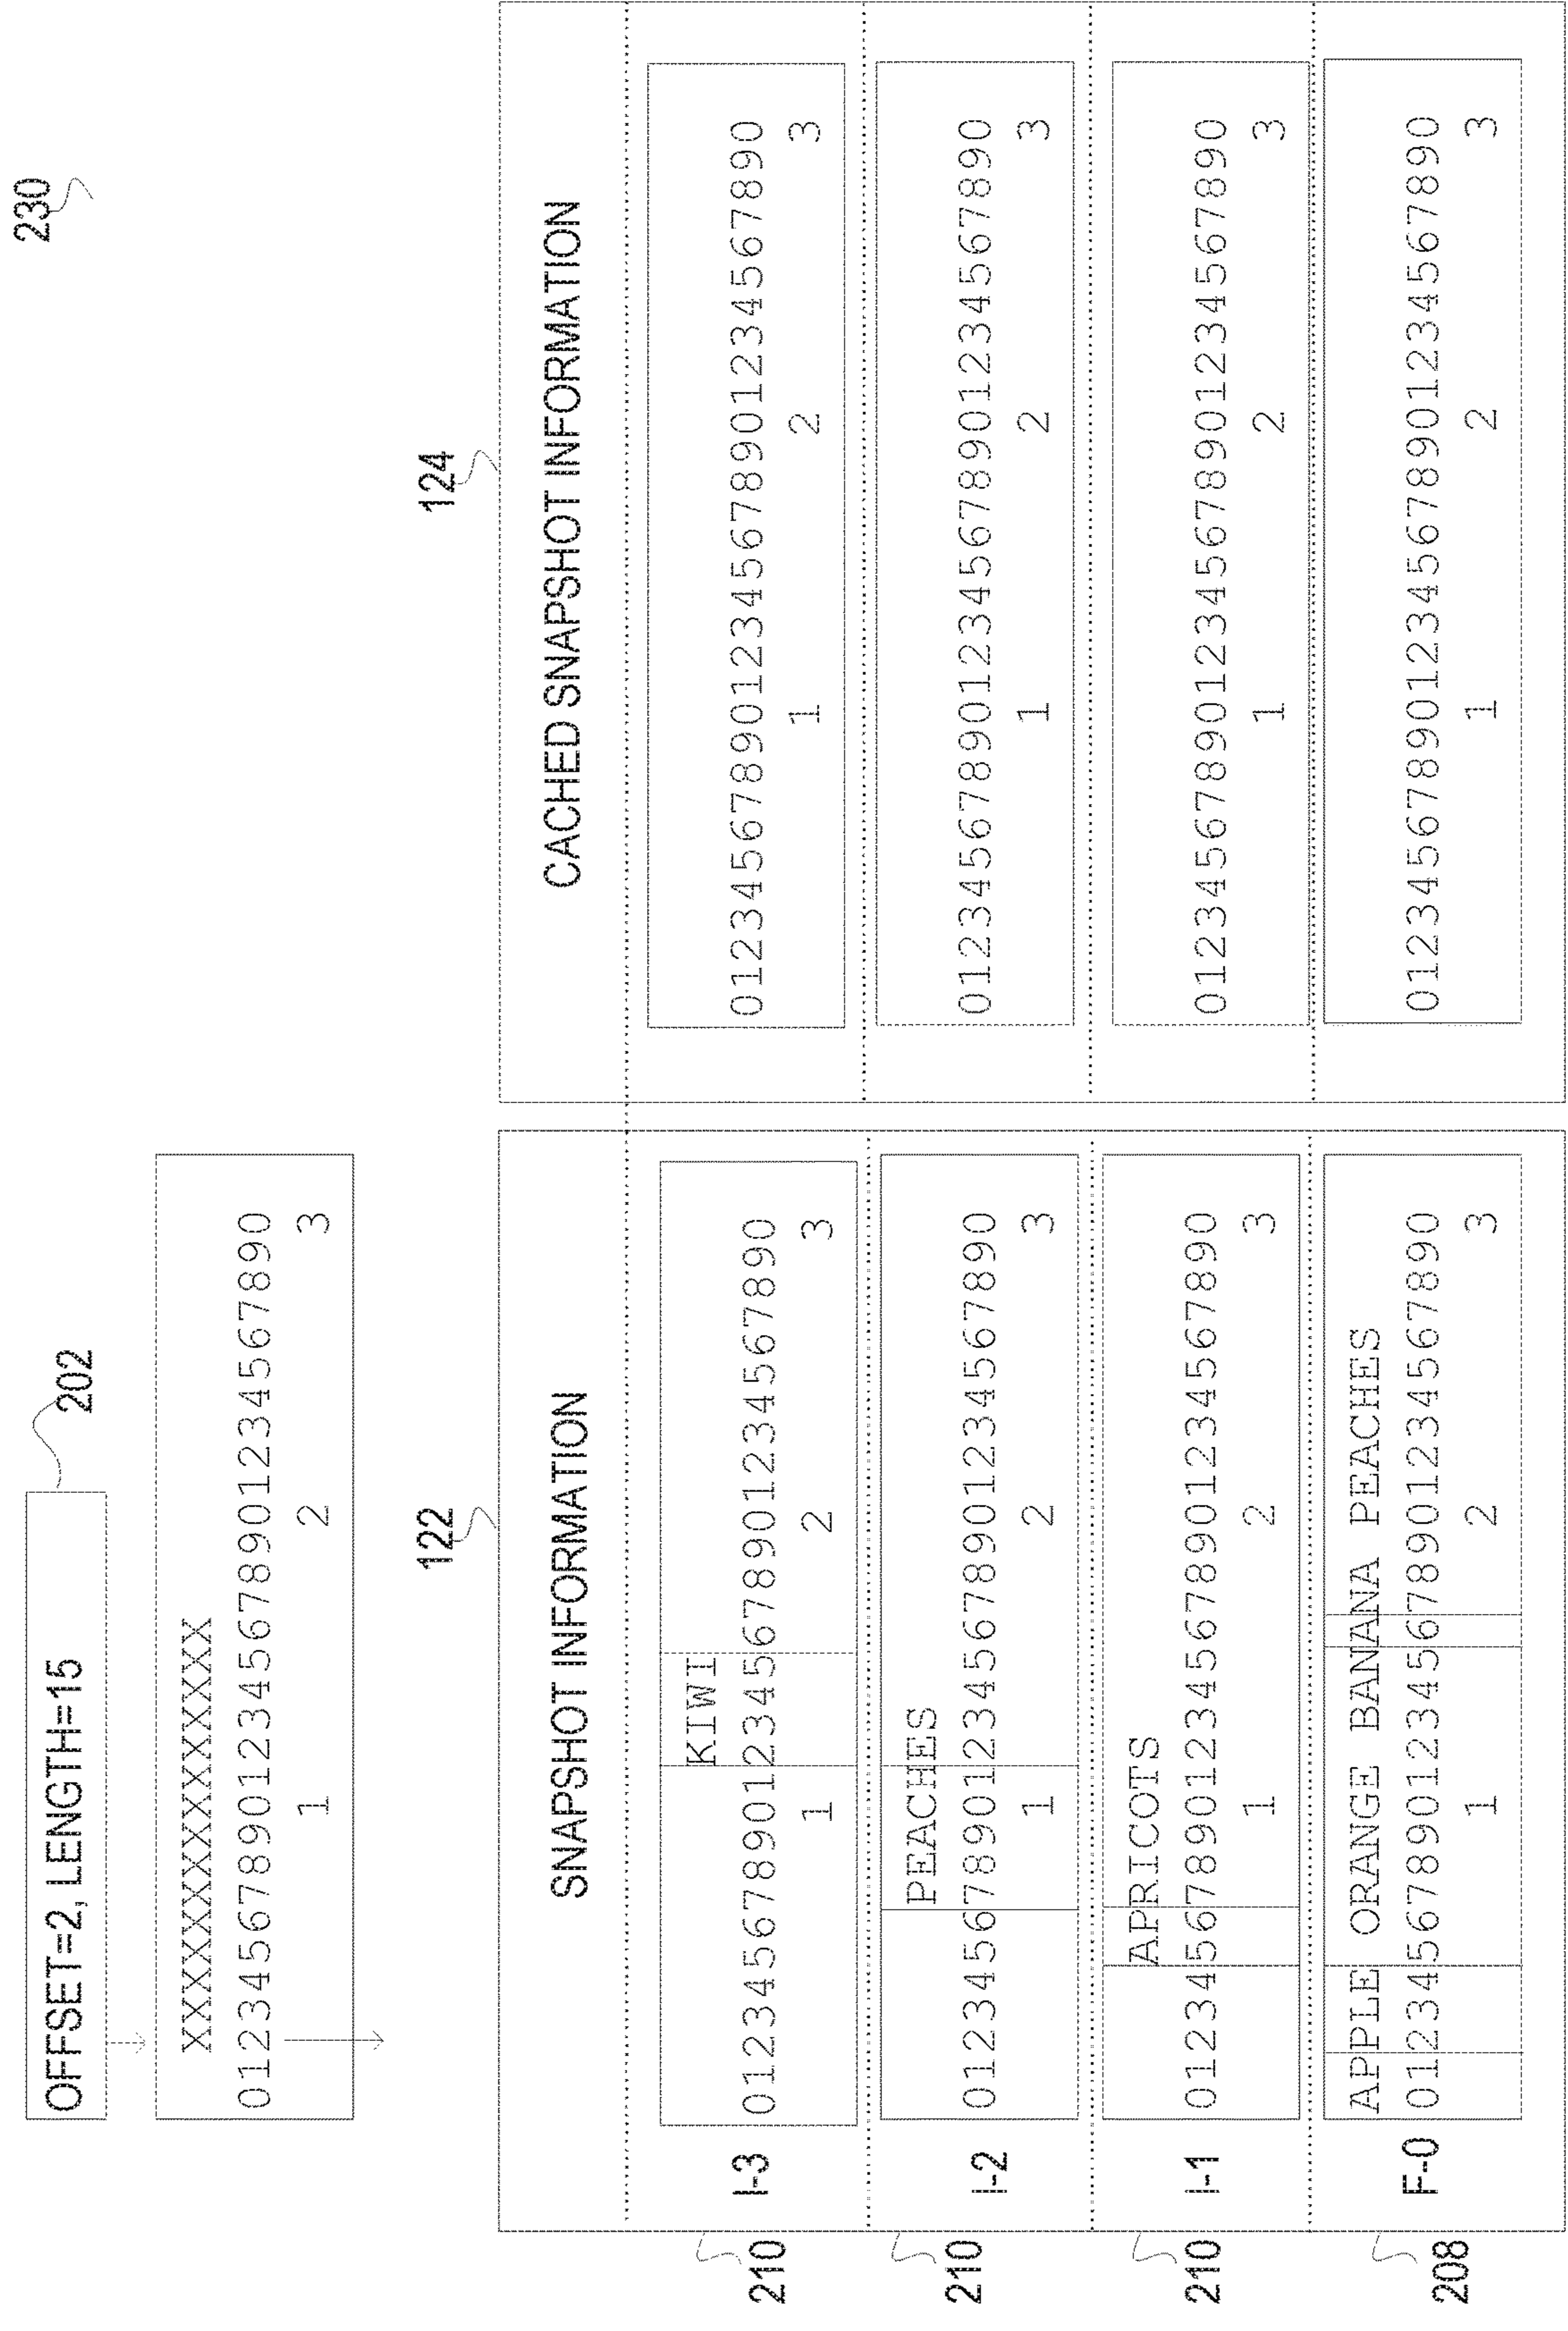 230
OFFSET=2, LENGTH=15
202
XXXXXXXXXXXXXXX
0123456789012345678901234567890
1 2 3
122
124
SNAPSHOT INFORMATION
CACHED SNAPSHOT INFORMATION
210
I-3
KIWI
0123456789012345678901234567890
1 2 3
0123456789012345678901234567890
1 2 3
210
I-2
PEACHES
0123456789012345678901234567890
1 2 3
0123456789012345678901234567890
1 2 3
210
I-1
APRICOTS
0123456789012345678901234567890
1 2 3
0123456789012345678901234567890
1 2 3
208
F-0
APPLE ORANGE BANANA PEACHES
0123456789012345678901234567890
1 2 3
0123456789012345678901234567890
1 2 3